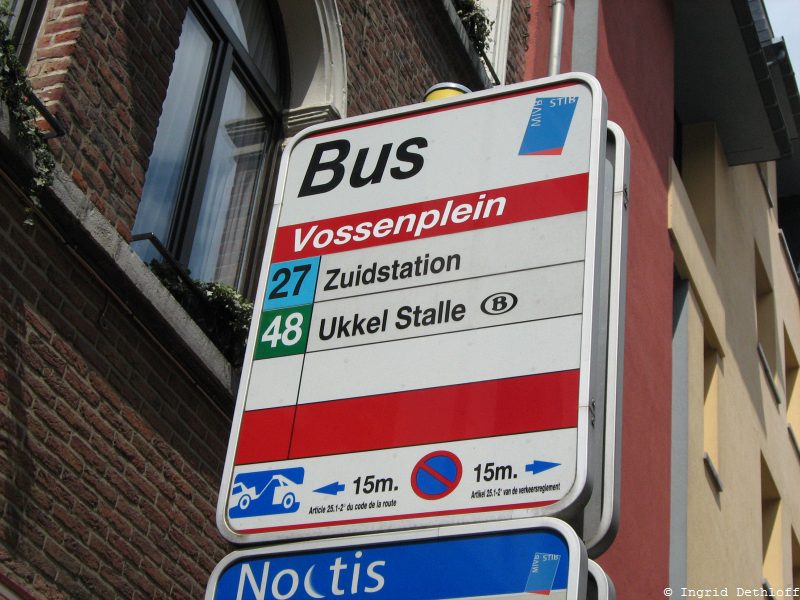 MIVB STIB
Bus
Vossenplein
27 Zuidstation
48 Ukkel Stalle B
15m. 15m.
Article 25.1-2° du code de la route Artikel 25.1-2° van de verkeersreglement
Noctis MIVB STIB
© Ingrid Dethloff